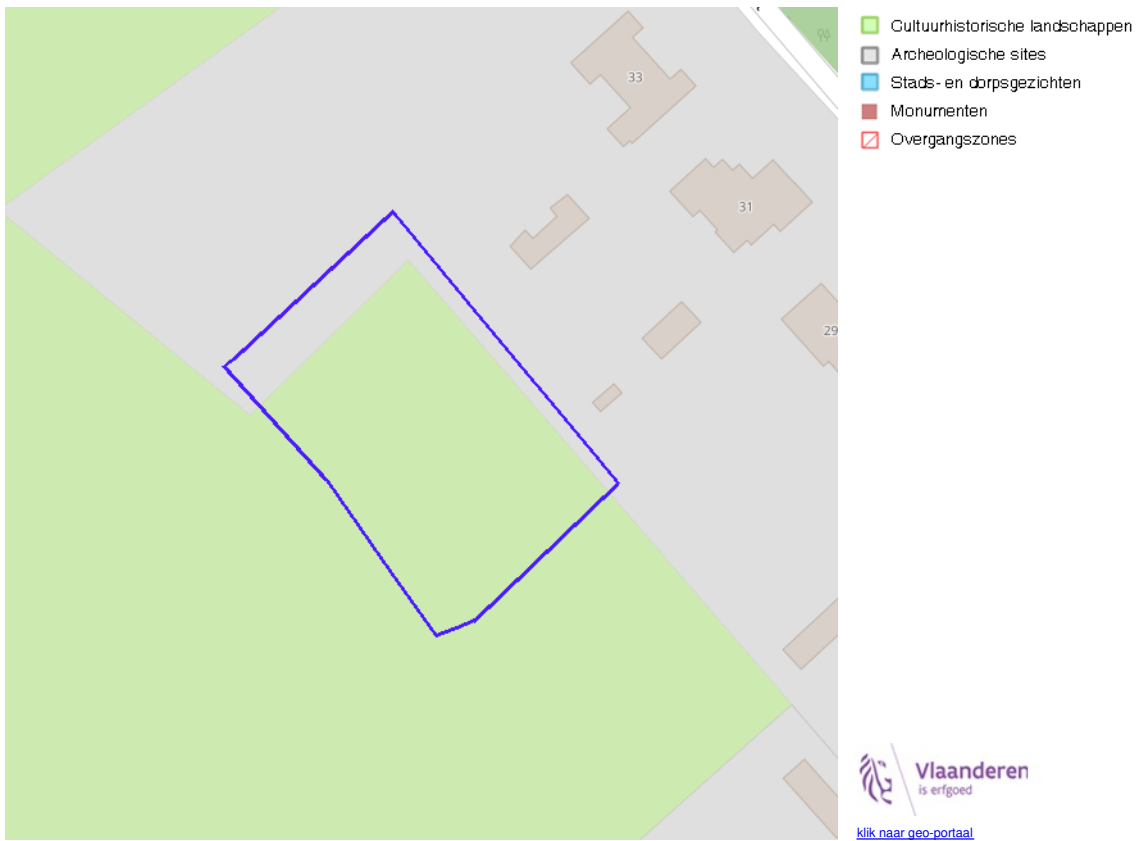 Cultuurhistorische landschappen
Archeologische sites
Stads- en dorpsgezichten
Monumenten
Overgangszones
33
31
29
Vlaanderen
is erfgoed
klik naar geo-portaal